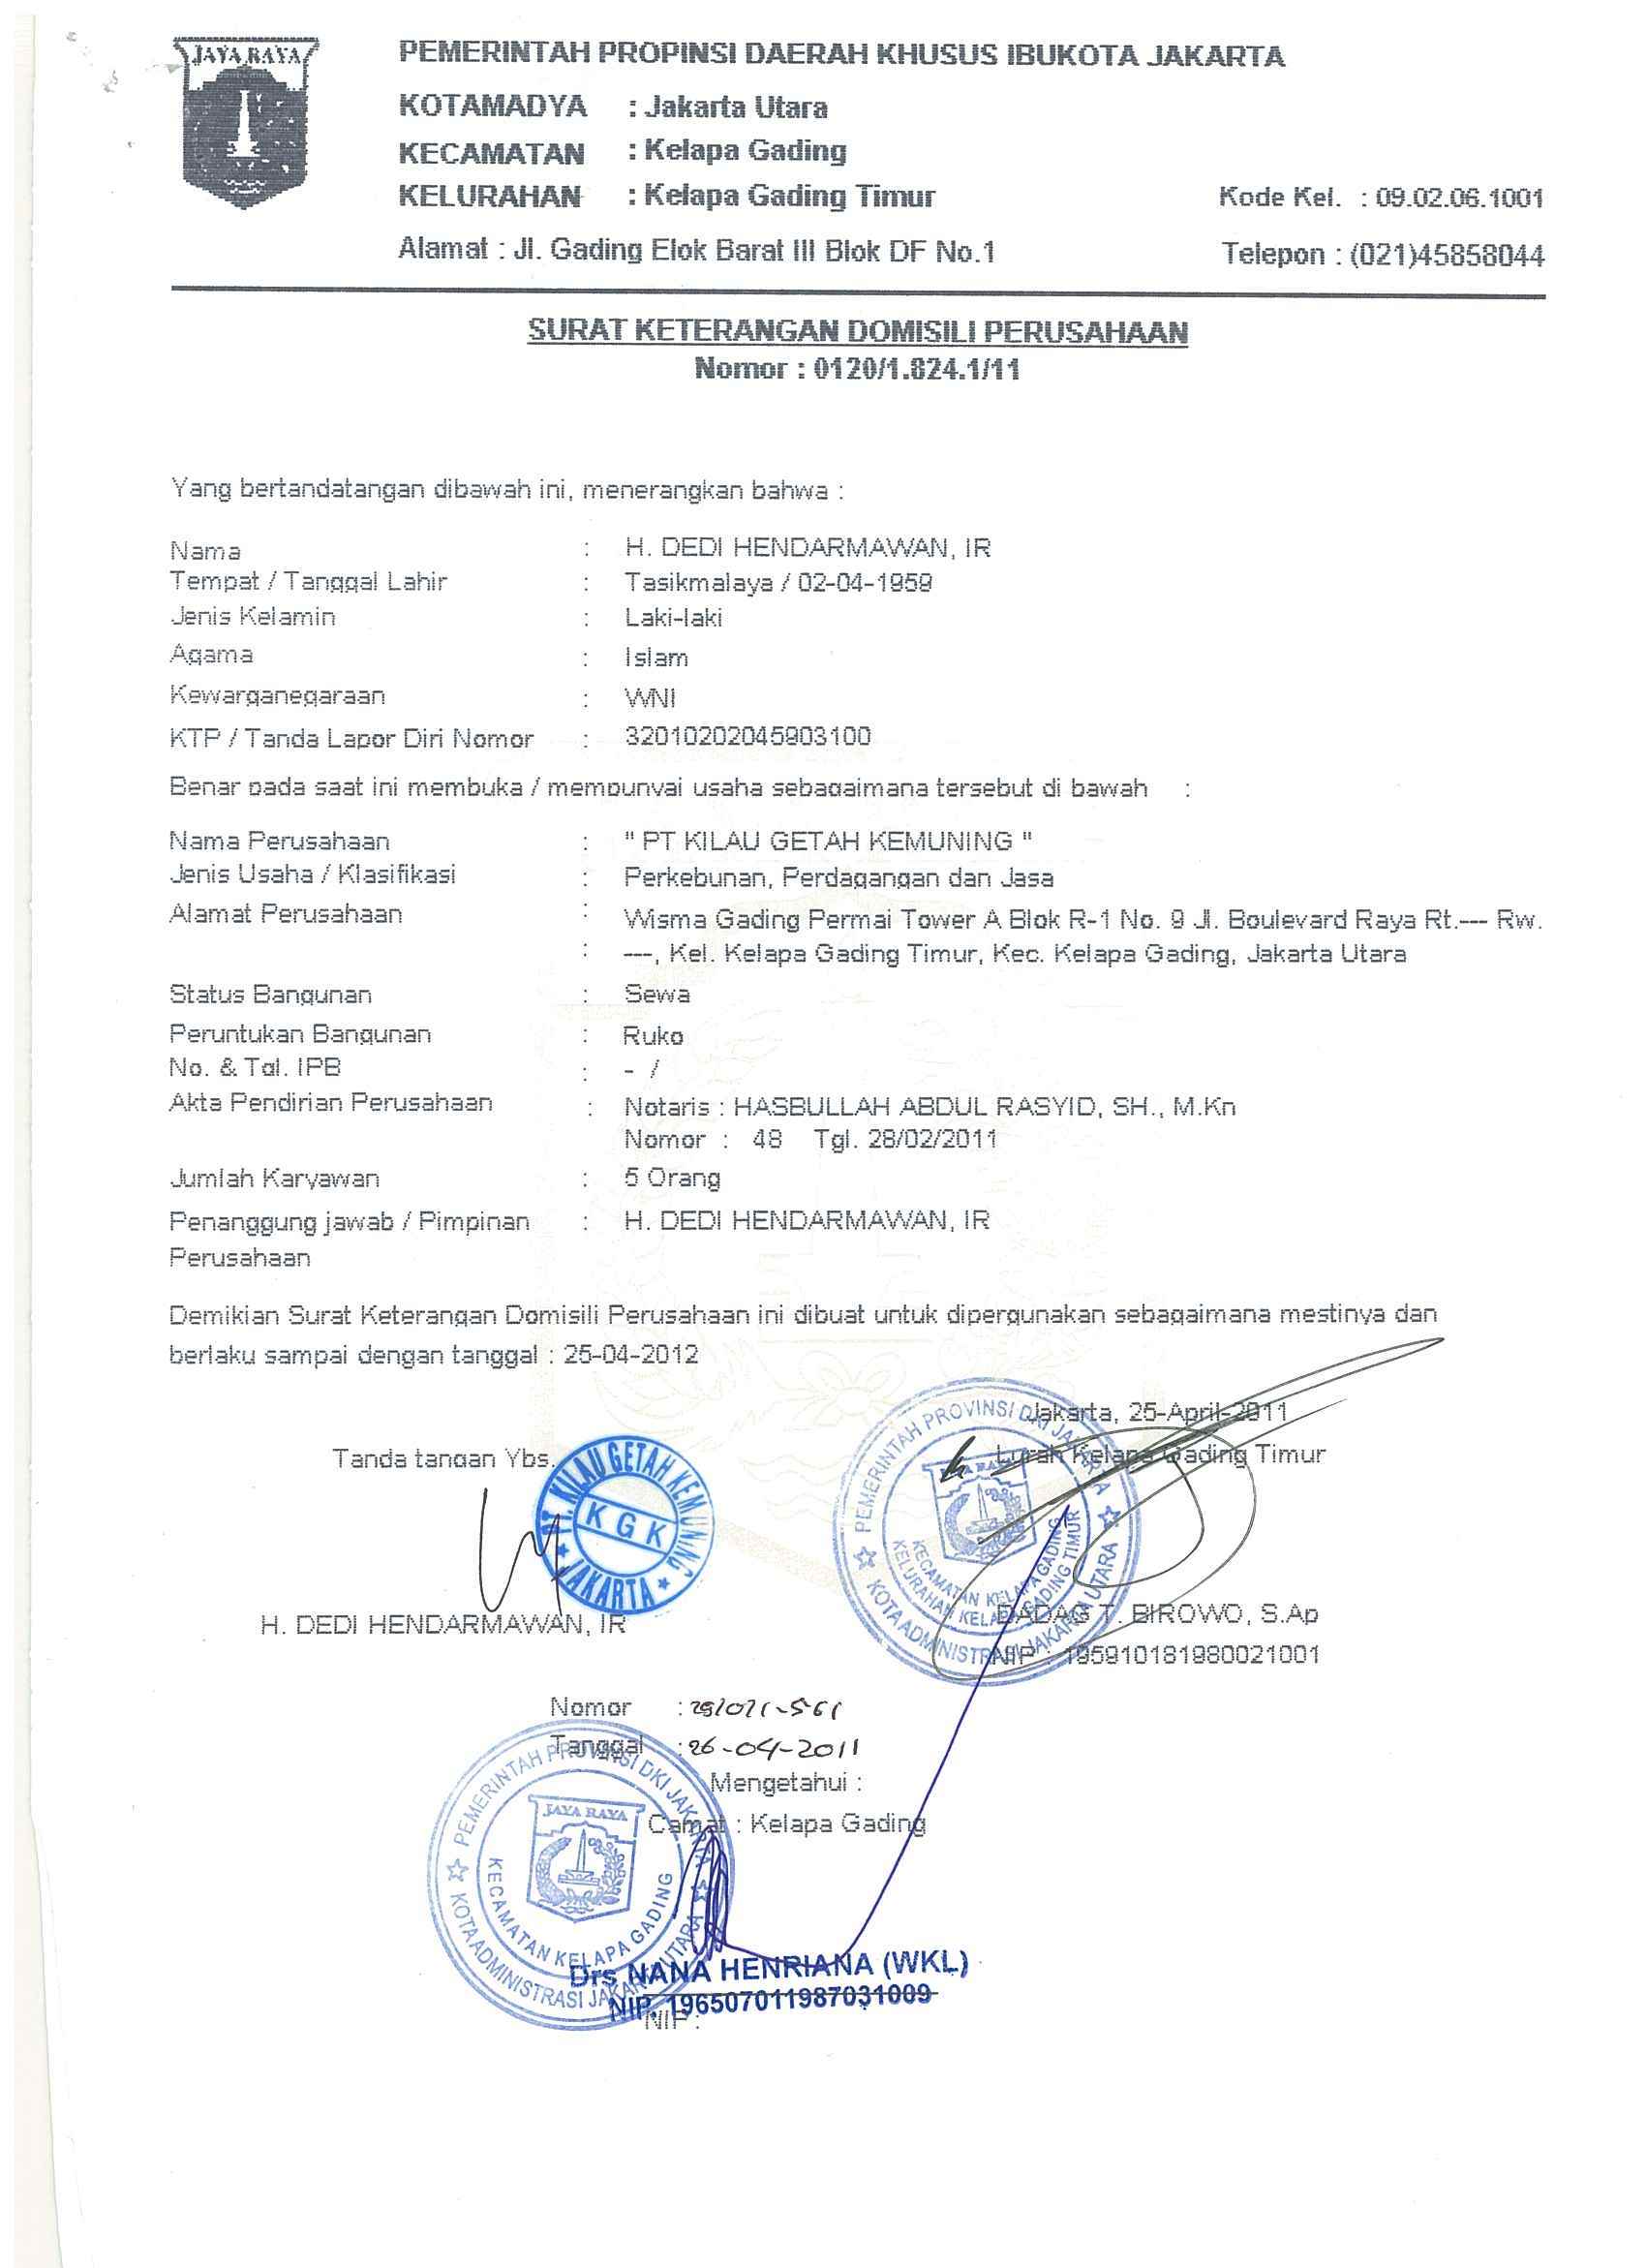 JAYA RAYA
PEMERINTAH PROPINSI DAERAH KHUSUS IBUKOTA JAKARTA
KOTAMADYA : Jakarta Utara
KECAMATAN : Kelapa Gading
KELURAHAN : Kelapa Gading Timur Kode Kel. : 09.02.06.1001
Alamat : Jl. Gading Elok Barat III Blok DF No.1 Telepon : (021)45858044
SURAT KETERANGAN DOMISILI PERUSAHAAN
Nomor : 0120/1.824.1/11
Yang bertandatangan dibawah ini, menerangkan bahwa :
Nama : H. DEDI HENDARMAWAN, IR
Tempat / Tanggal Lahir : Tasikmalaya / 02-04-1959
Jenis Kelamin : Laki-laki
Agama : Islam
Kewarganegaraan : WNI
KTP / Tanda Lapor Diri Nomor : 32010202045903100
Benar pada saat ini membuka / mempunyai usaha sebagaimana tersebut di bawah :
Nama Perusahaan : " PT KILAU GETAH KEMUNING "
Jenis Usaha / Klasifikasi : Perkebunan, Perdagangan dan Jasa
Alamat Perusahaan : Wisma Gading Permai Tower A Blok R-1 No. 9 Jl. Boulevard Raya Rt.--- Rw.
: ---, Kel. Kelapa Gading Timur, Kec. Kelapa Gading, Jakarta Utara
Status Bangunan : Sewa
Peruntukan Bangunan : Ruko
No. & Tgl. IPB : - /
Akta Pendirian Perusahaan : Notaris : HASBULLAH ABDUL RASYID, SH., M.Kn
Nomor : 48 Tgl. 28/02/2011
Jumlah Karyawan : 5 Orang
Penanggung jawab / Pimpinan : H. DEDI HENDARMAWAN, IR
Perusahaan
Demikian Surat Keterangan Domisili Perusahaan ini dibuat untuk dipergunakan sebagaimana mestinya dan
berlaku sampai dengan tanggal : 25-04-2012
Jakarta, 25-April-2011
Tanda tangan Ybs. Lurah Kelapa Gading Timur
PT. KILAU GETAH KEMUNING
KGK
JAKARTA
PEMERINTAH PROVINSI DKI JAKARTA
JAYA RAYA
KECAMATAN KELAPA GADING
KELURAHAN KELAPA GADING TIMUR
KOTA ADMINISTRASI JAKARTA UTARA
H. DEDI HENDARMAWAN, IR T. BIROWO, S.Ap
NIP : 195910181980021001
Nomor :
Tanggal : 26-04-2011
Mengetahui :
Camat : Kelapa Gading
PEMERINTAH PROVINSI DKI JAKARTA
JAYA RAYA
KECAMATAN KELAPA GADING
KOTA ADMINISTRASI JAKARTA UTARA
Drs NANA HENRIANA (WKL)
NIP. 196507011987031009
NIP :